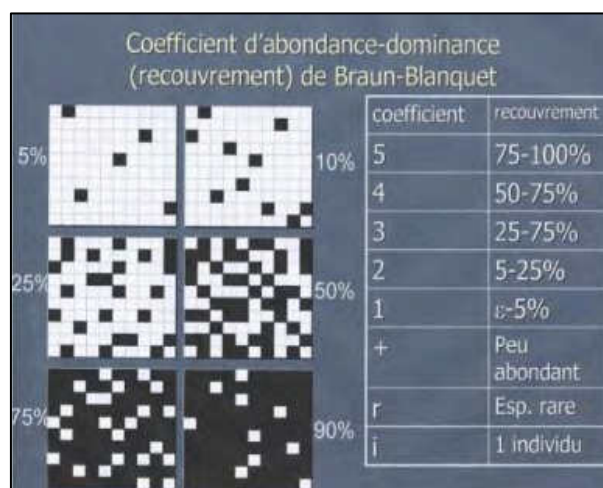 Coefficient d'abondance-dominance
(recouvrement) de Braun-Blanquet
5%
10%
25%
50%
75%
90%
coefficient recouvrement
5 75-100%
4 50-75%
3 25-75%
2 5-25%
1 ε-5%
+ Peu
abondant
r Esp. rare
i 1 individu